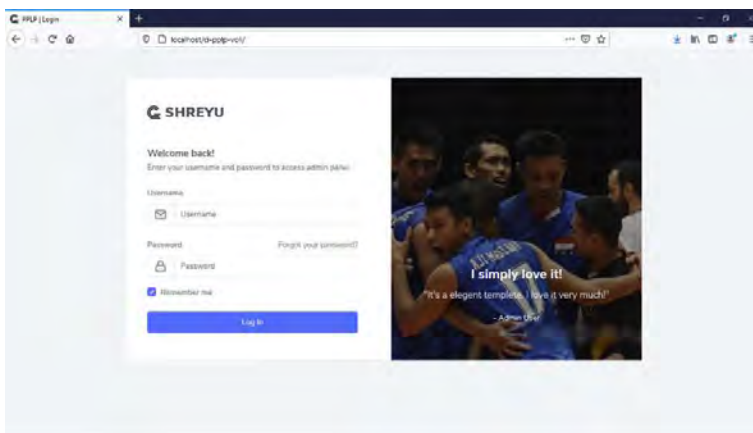 PPLP | Login
localhost/d-pplp-vol/
SHREYU
Welcome back!
Enter your username and password to access admin panel.
Username
Username
Password
Forgot your password?
Password
Remember me
Log In
I simply love it!
"It's a elegent templete. I love it very much!"
- Admin User